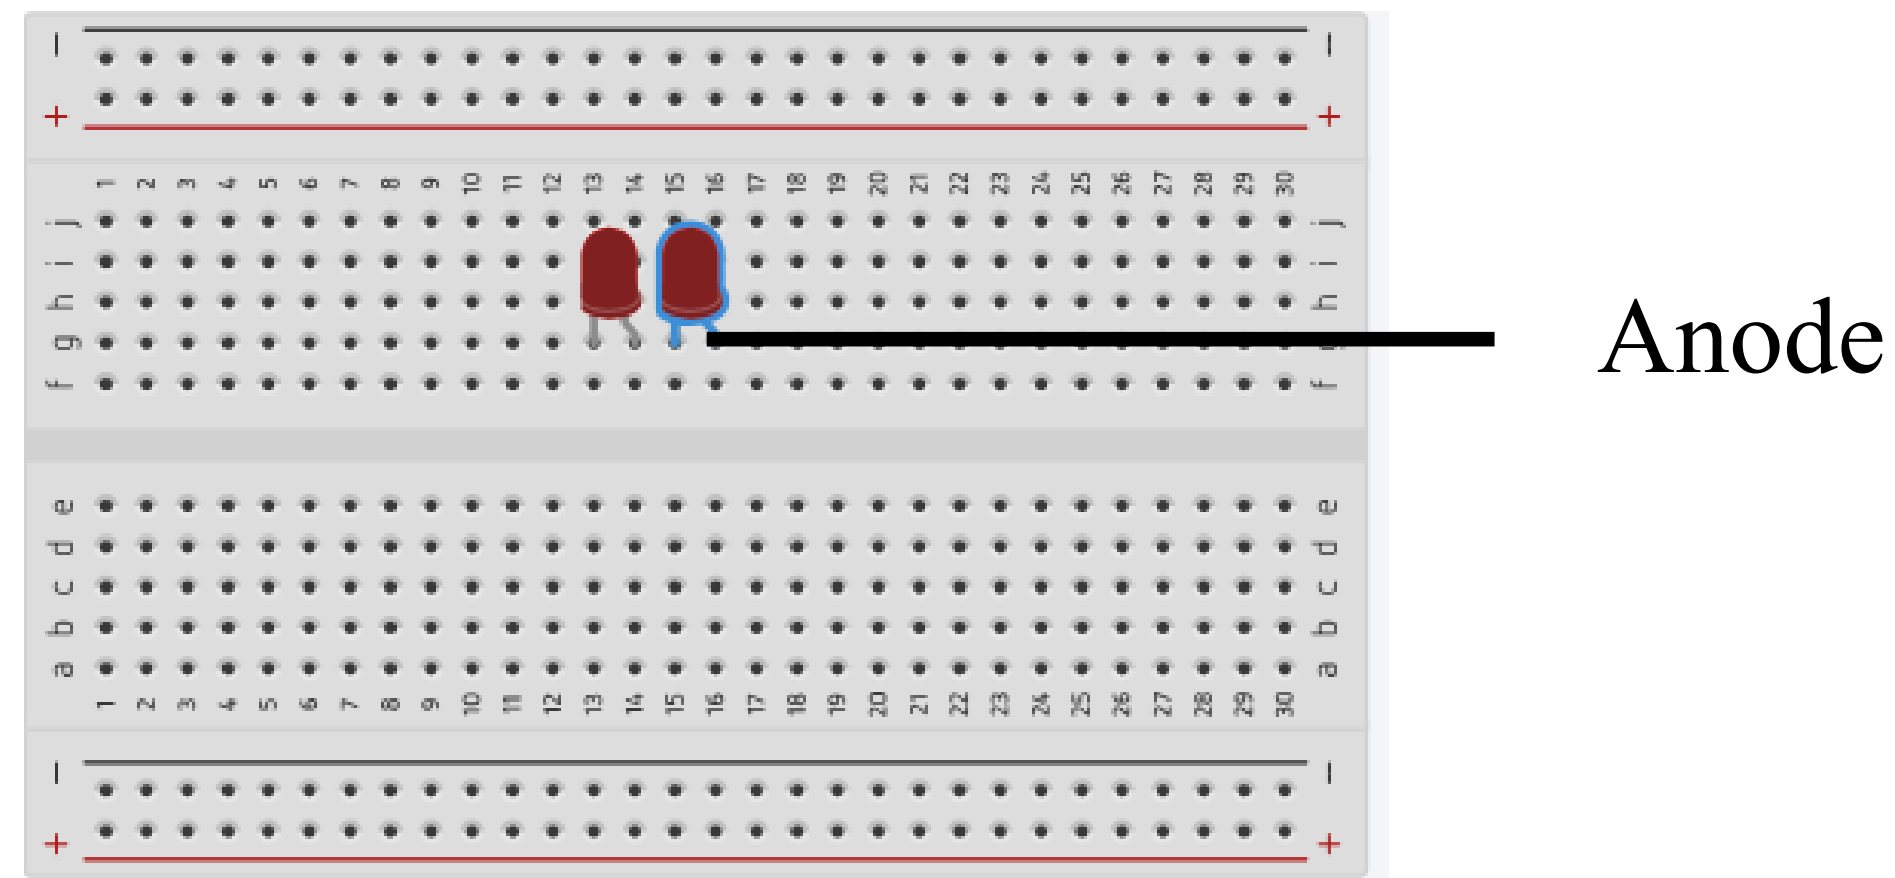 − −
+ +
1 2 3 4 5 6 7 8 9 10 11 12 13 14 15 16 17 18 19 20 21 22 23 24 25 26 27 28 29 30
j j
i i
h h
Anode
g
f f
e e
d d
c c
b b
a a
1 2 3 4 5 6 7 8 9 10 11 12 13 14 15 16 17 18 19 20 21 22 23 24 25 26 27 28 29 30
− −
+ +